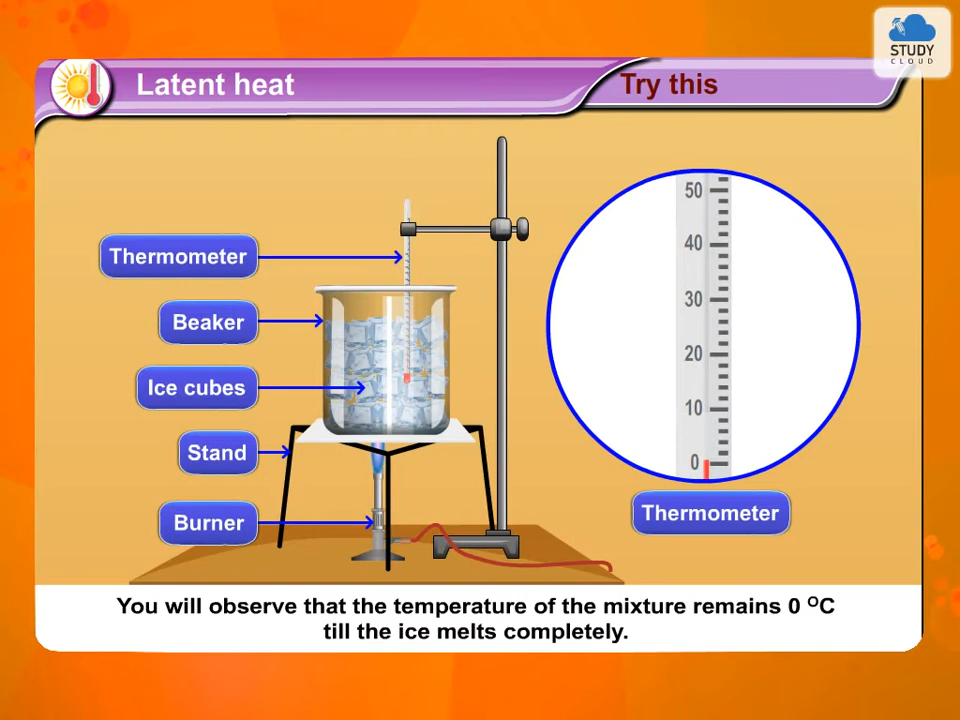 STUDY
CLOUD
Latent heat
Try this
Thermometer
Beaker
Ice cubes
Stand
Burner
50
40
30
20
10
0
Thermometer
You will observe that the temperature of the mixture remains 0 ᴼC
till the ice melts completely.